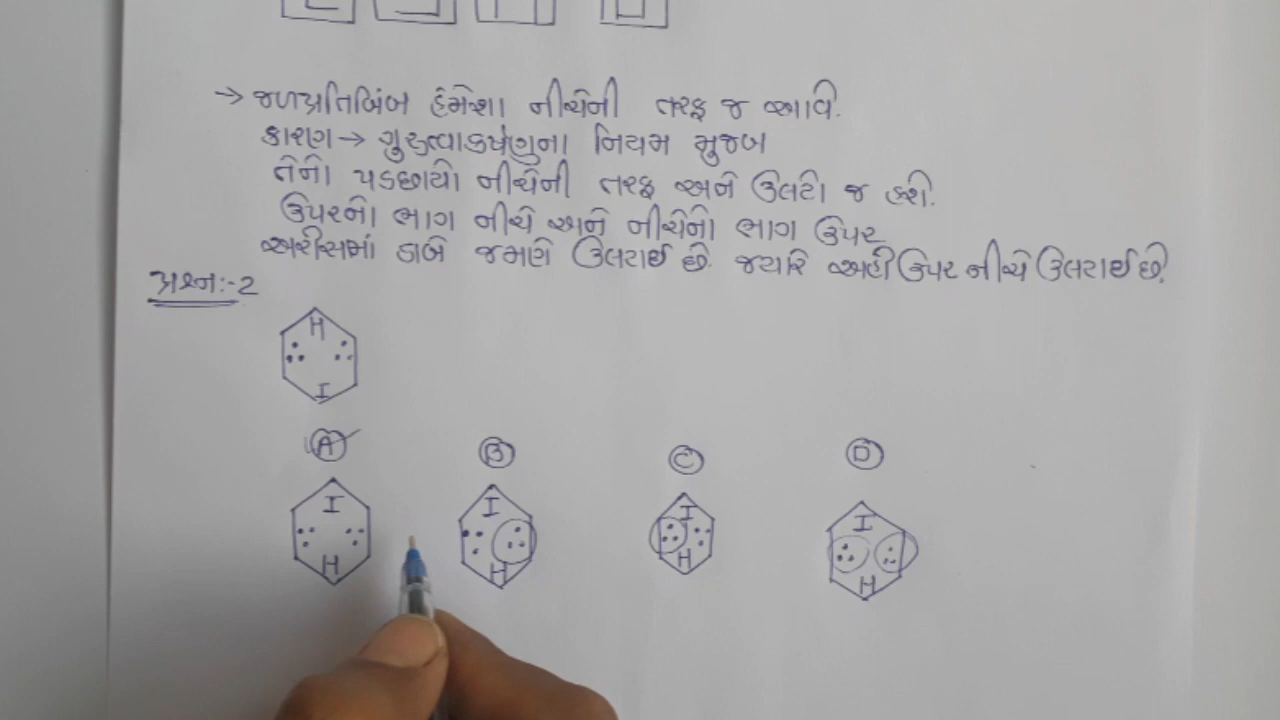 → જળપ્રતિબિંબ હંમેશા નીચેની તરફ જ આવે.
કારણ → ગુરુત્વાકર્ષણના નિયમ મુજબ
તેનો પડછાયો નીચેની તરફ અને ઉલટો જ હશે.
ઉપરનો ભાગ નીચે અને નીચેનો ભાગ ઉપર
અરીસામાં ડાબે જમણે ઉલટાઈ છે. જયારે અહી ઉપર નીચે ઉલટાઈ છે.
પ્રશ્ન:-2
H
I
A B C D
I I I I
H H H H